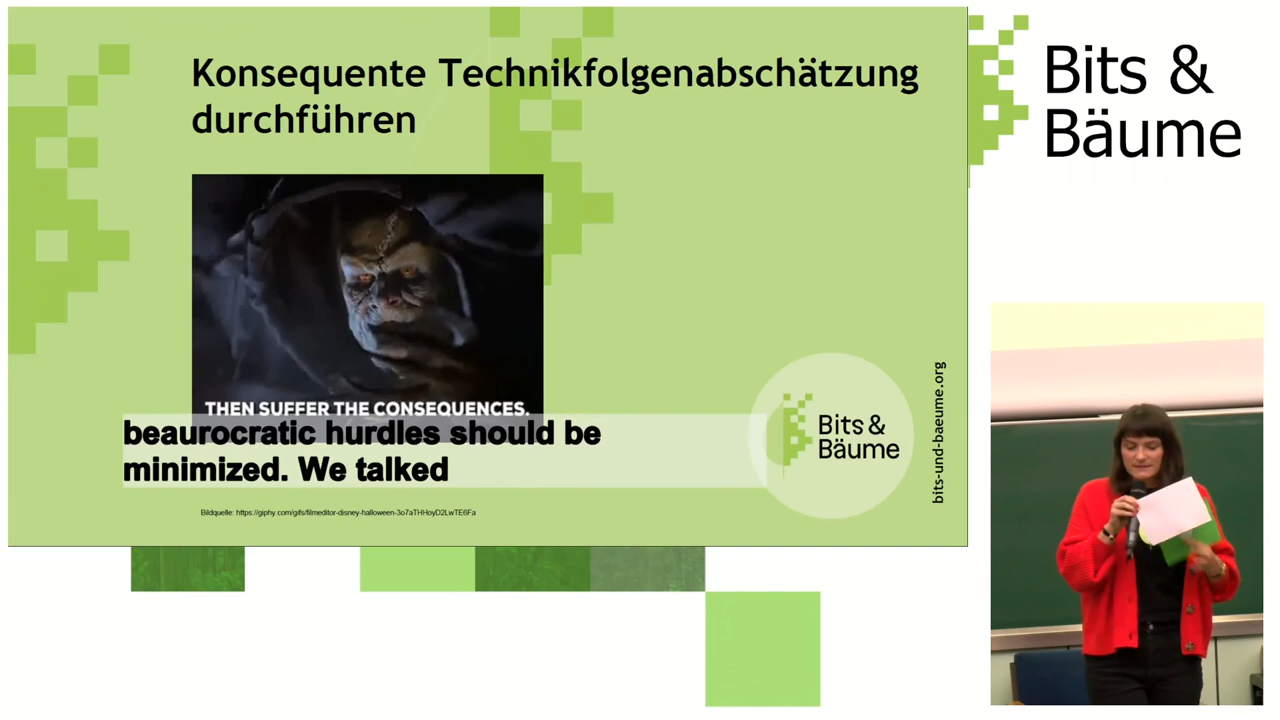 Konsequente Technikfolgenabschätzung
durchführen
THEN SUFFER THE CONSEQUENCES.
beaurocratic hurdles should be
minimized. We talked
Bildquelle: https://giphy.com/gifs/filmeditor-disney-halloween-3o7aTHHoyD2LwTE6Fa
Bits &
Bäume
bits-und-baeume.org
Bits &
Bäume